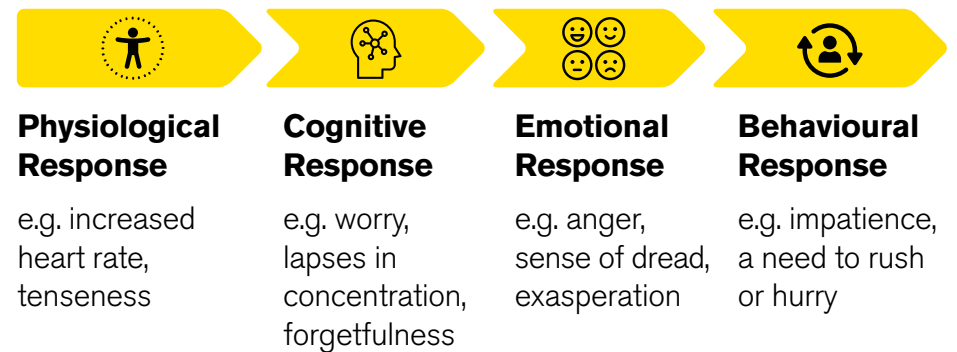 Physiological
Response
e.g. increased
heart rate,
tenseness
Cognitive
Response
e.g. worry,
lapses in
concentration,
forgetfulness
Emotional
Response
e.g. anger,
sense of dread,
exasperation
Behavioural
Response
e.g. impatience,
a need to rush
or hurry